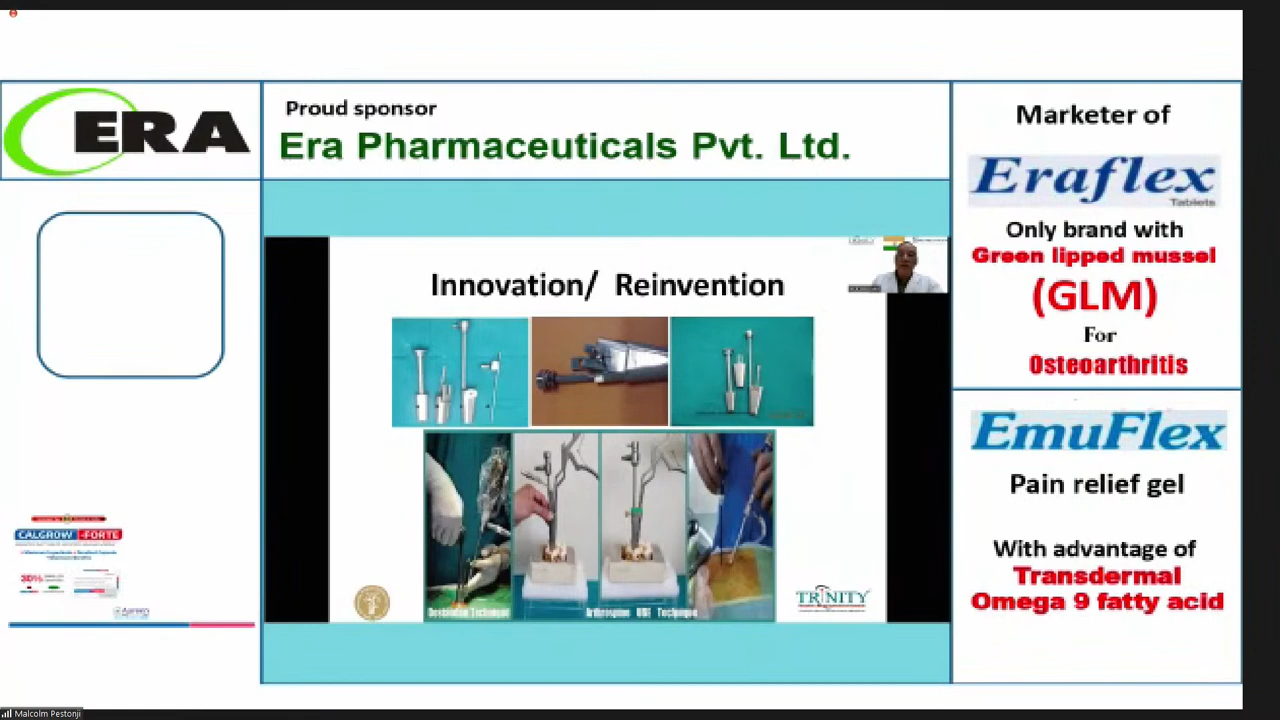 ERA
Proud sponsor
Era Pharmaceuticals Pvt. Ltd.
Innovation/ Reinvention
Technique
TRINITY
CALGROW -FORTE
30%
Marketer of
Eraflex
Tablets
Only brand with
Green lipped mussel
(GLM)
For
Osteoarthritis
EmuFlex
Pain relief gel
With advantage of
Transdermal
Omega 9 fatty acid
Malcolm Pestonji